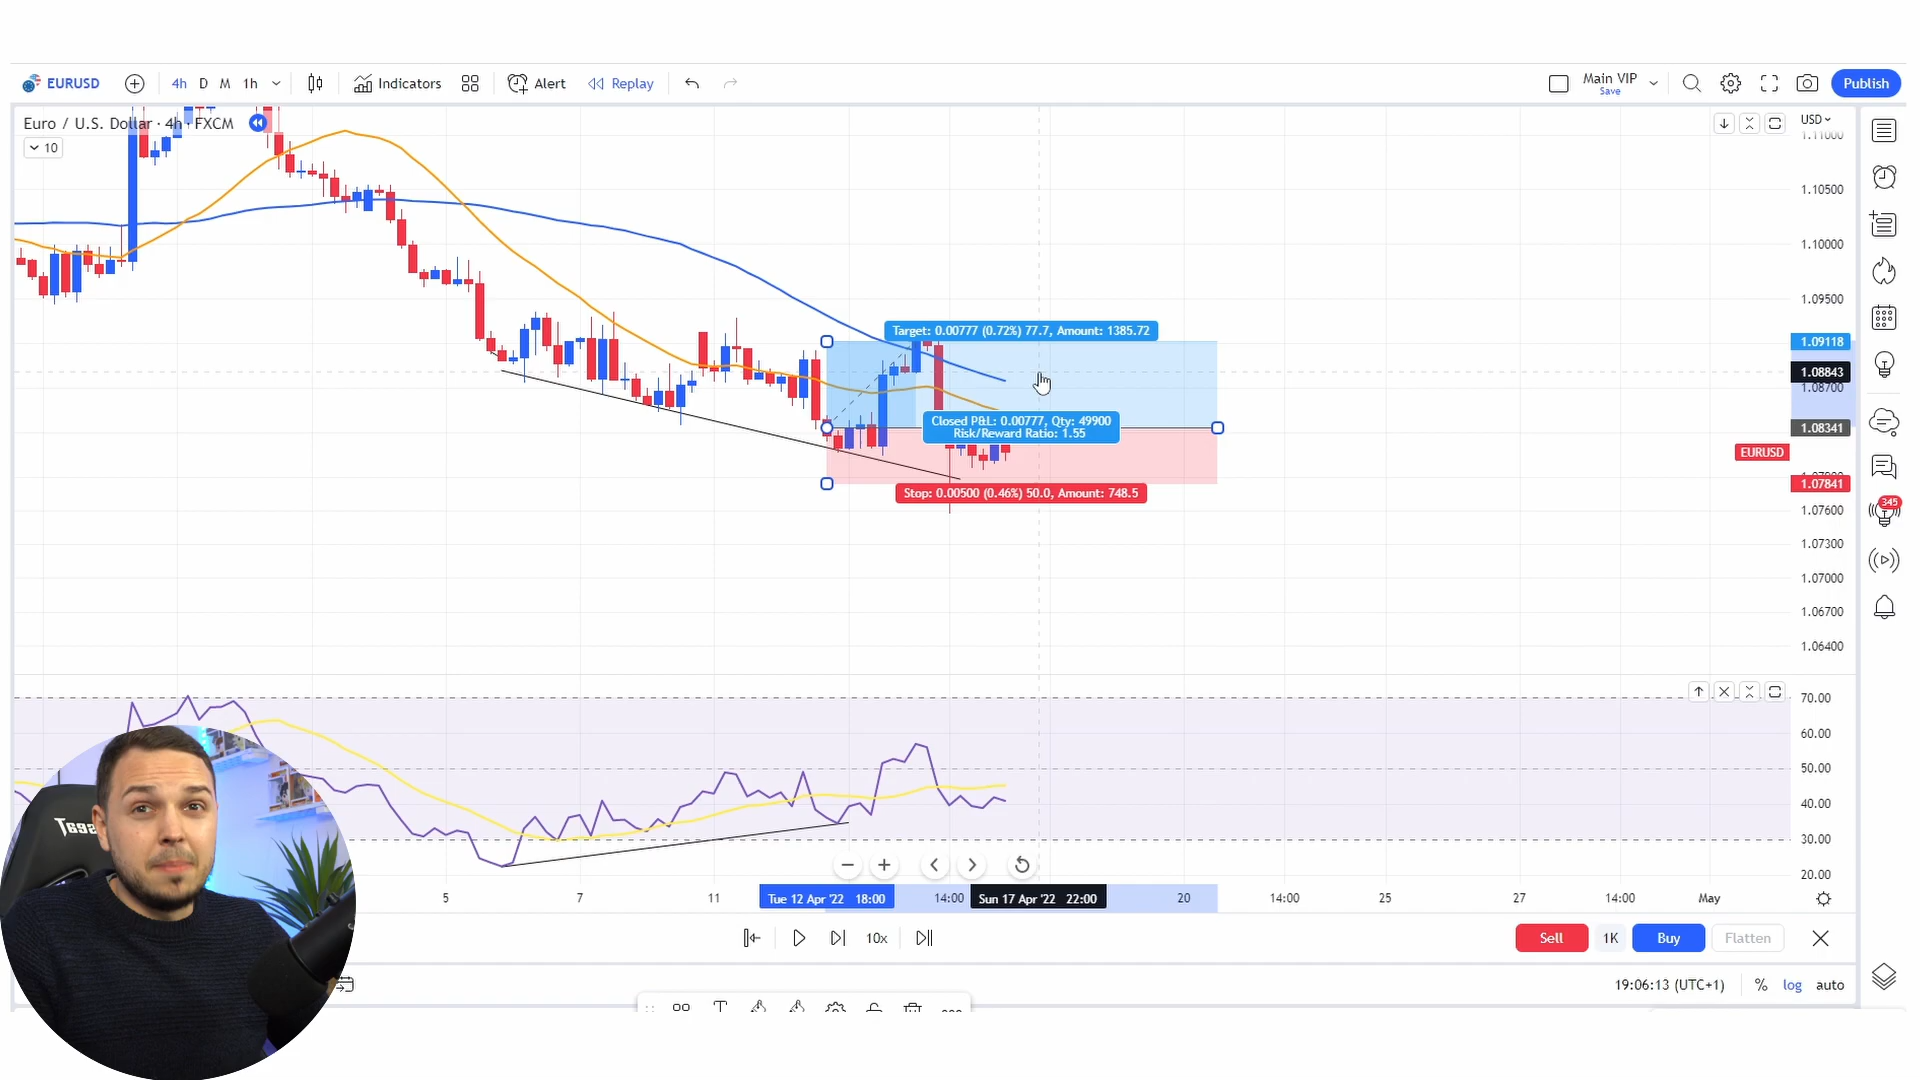 EURUSD
4h D M 1h
Indicators
Alert
Replay
Main VIP
Save
Publish
Euro / U.S. Dollar · 4h · FXCM
10
USD
1.11000
1.10500
1.10000
1.09500
Target: 0.00777 (0.72%) 77.7, Amount: 1385.72
1.09118
1.08843
1.08700
Closed P&L: 0.00777, Qty: 49900
Risk/Reward Ratio: 1.55
1.08341
EURUSD
Stop: 0.00500 (0.46%) 50.0, Amount: 748.5
1.07841
345
1.07600
1.07300
1.07000
1.06700
1.06400
70.00
60.00
50.00
40.00
30.00
20.00
5 7 11 Tue 12 Apr '22 18:00 14:00 Sun 17 Apr '22 22:00 20 14:00 25 27 14:00 May
10x
Sell 1K Buy Flatten
19:06:13 (UTC+1) % log auto